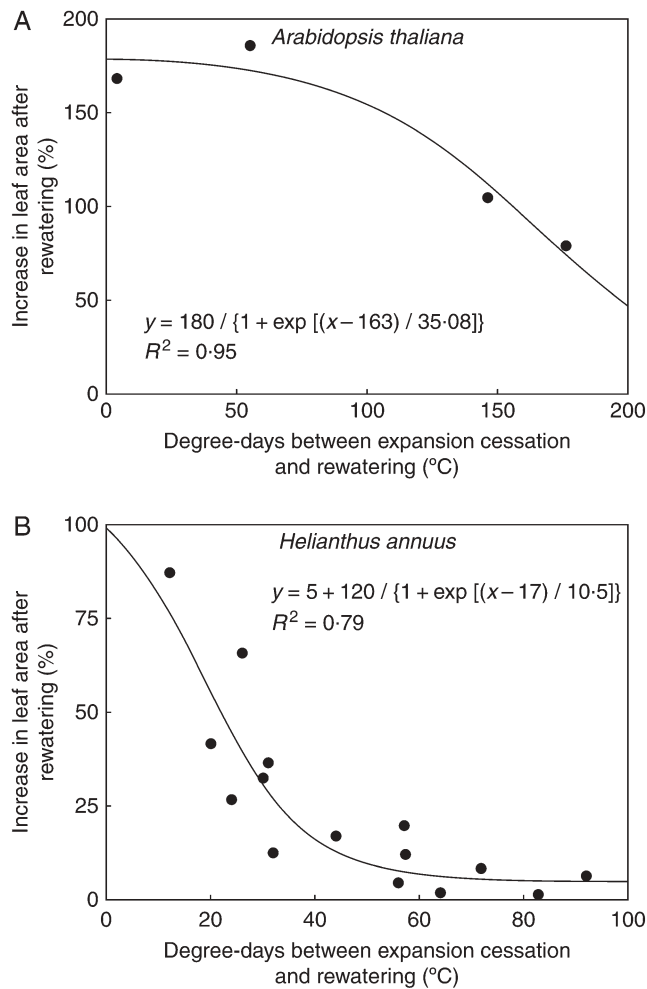 A
Arabidopsis thaliana
200
150
100
50
0
Increase in leaf area after
rewatering (%)
y = 180 / {1 + exp [(x − 163) / 35·08]}
R² = 0·95
0 50 100 150 200
Degree-days between expansion cessation
and rewatering (ºC)
B
Helianthus annuus
100
75
50
25
0
Increase in leaf area after
rewatering (%)
y = 5 + 120 / {1 + exp [(x − 17) / 10·5]}
R² = 0·79
0 20 40 60 80 100
Degree-days between expansion cessation
and rewatering (ºC)